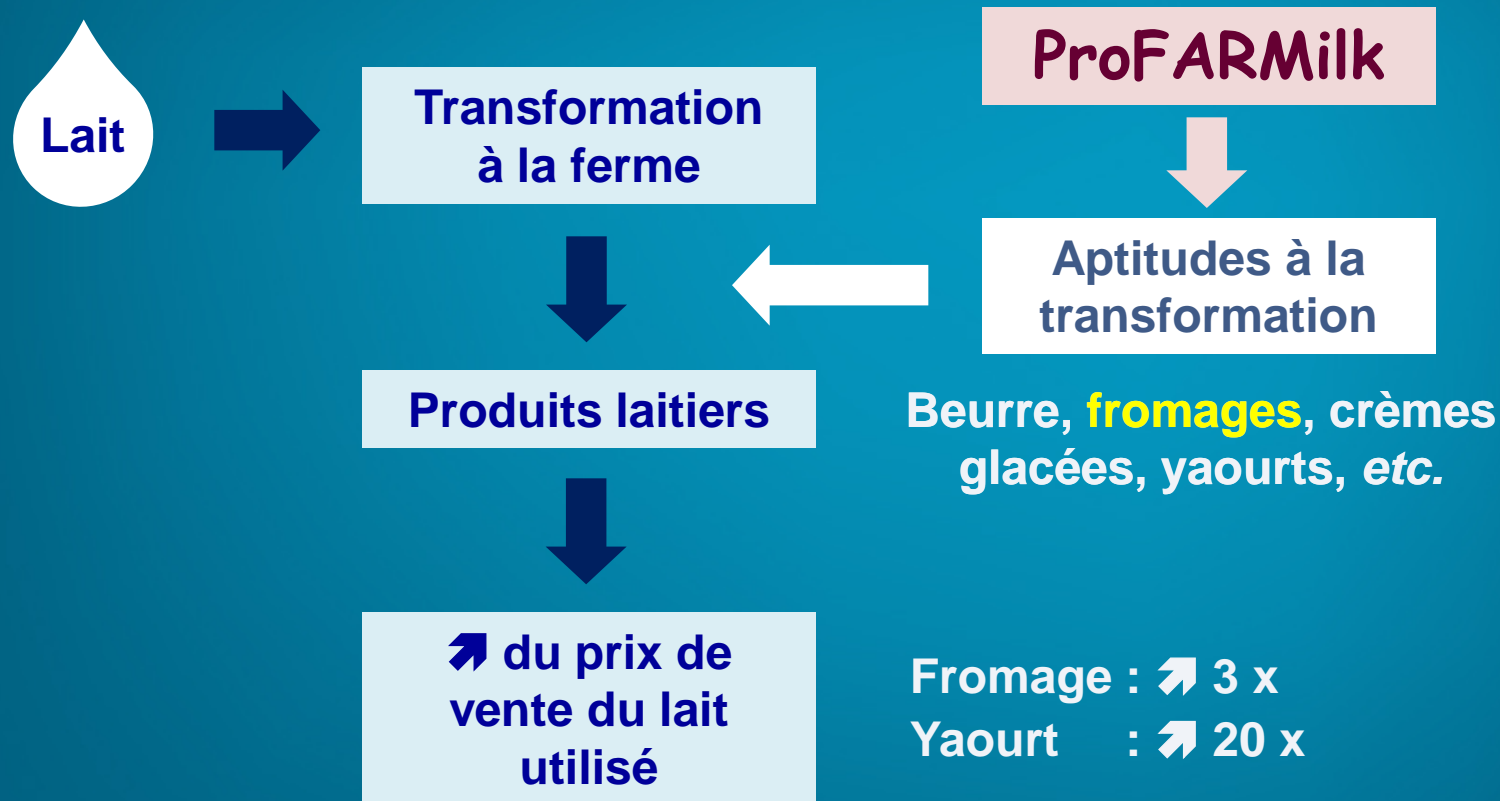 Lait
Transformation
à la ferme
ProFARMilk
Aptitudes à la
transformation
Produits laitiers
Beurre, fromages, crèmes
glacées, yaourts, etc.
↗ du prix de
vente du lait
utilisé
Fromage : ↗ 3 x
Yaourt : ↗ 20 x